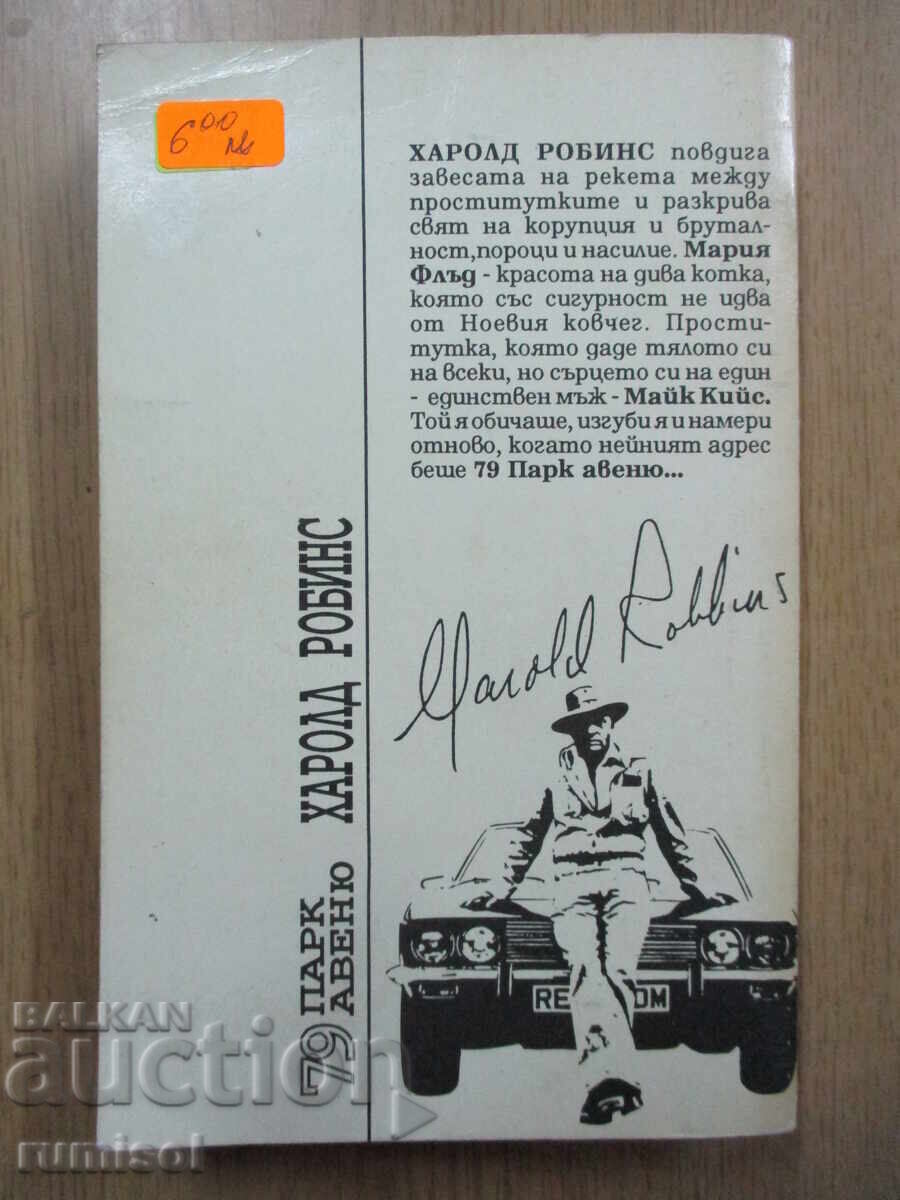 6⁰⁰ лв
ХАРОЛД РОБИНС повдига
завесата на рекета между
проститутките и разкрива
свят на корупция и брутал-
ност,пороци и насилие. Мария
Флъд - красота на дива котка,
която със сигурност не идва
от Ноевия ковчег. Прости-
тутка, която даде тялото си
на всеки, но сърцето си на един
- единствен мъж - Майк Кийс.
Той я обичаше, изгуби я и намери
отново, когато нейният адрес
беше 79 Парк авеню...
Harold Robbins
79 ПАРК
АВЕНЮ
ХАРОЛД РОБИНС
BALKAN
auction
rumisol